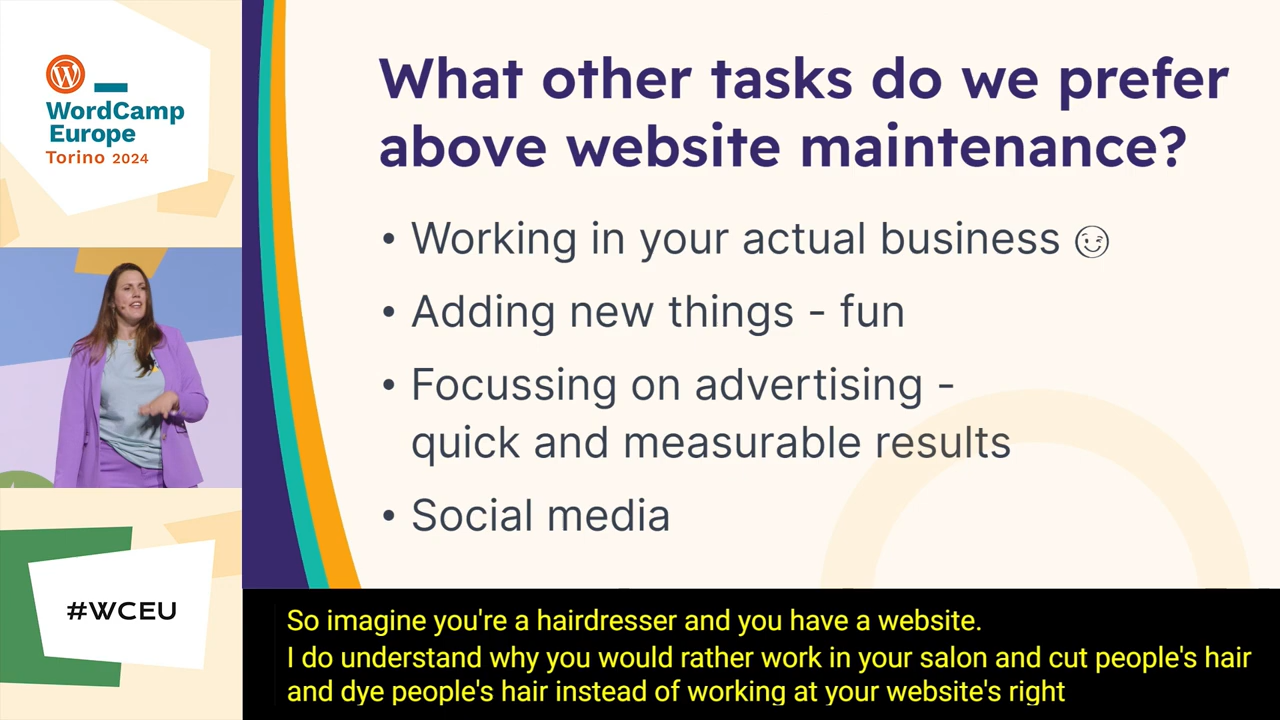 WordCamp
Europe
Torino 2024
#WCEU
What other tasks do we prefer
above website maintenance?
• Working in your actual business 😉
• Adding new things - fun
• Focussing on advertising -
quick and measurable results
• Social media
So imagine you're a hairdresser and you have a website.
I do understand why you would rather work in your salon and cut people's hair
and dye people's hair instead of working at your website's right